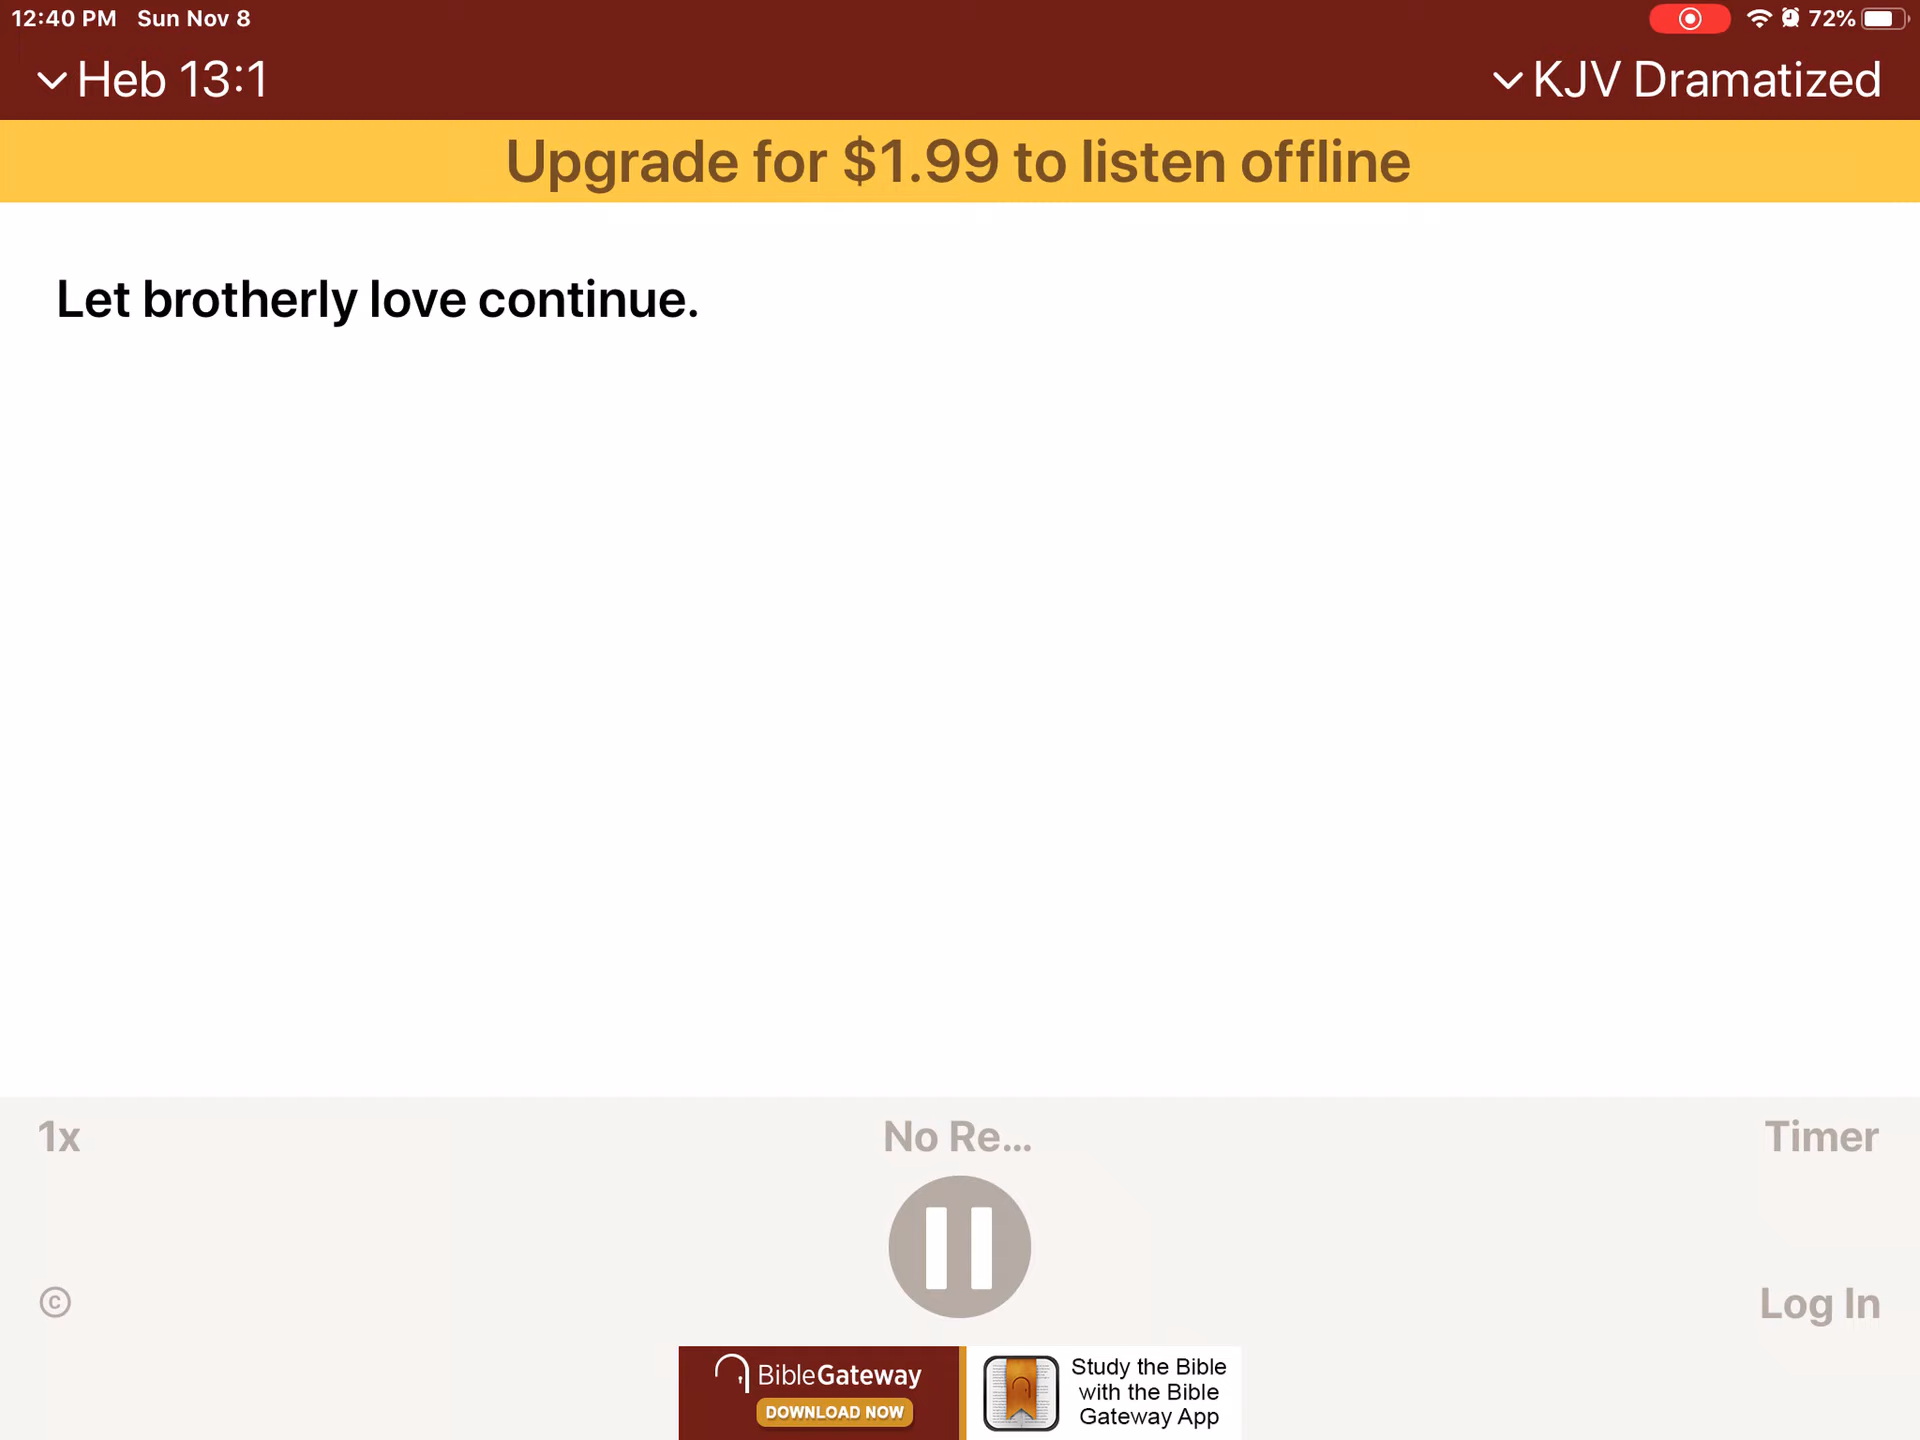 12:40 PM Sun Nov 8 72%
Heb 13:1 KJV Dramatized
Upgrade for $1.99 to listen offline
Let brotherly love continue.
1x No Re... Timer
© Log In
BibleGateway
DOWNLOAD NOW
Study the Bible
with the Bible
Gateway App